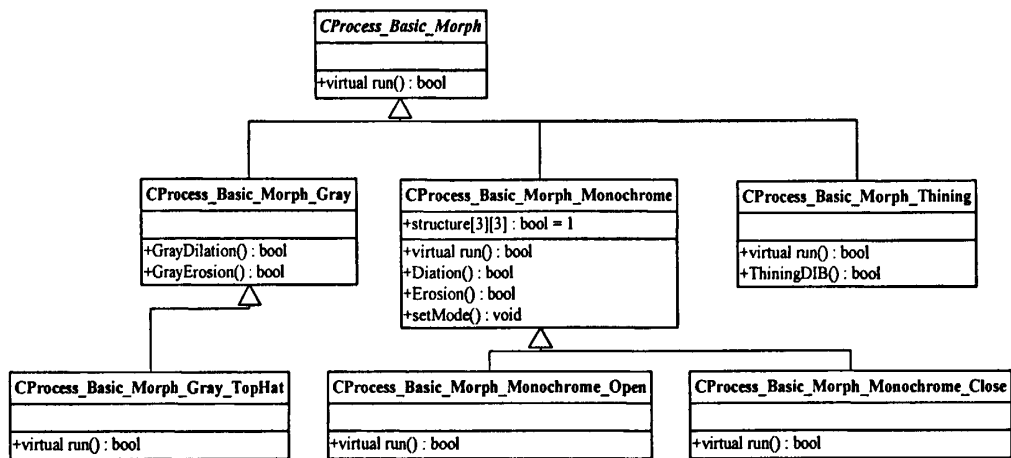 CProcess_Basic_Morph
+virtual run() : bool
CProcess_Basic_Morph_Gray
+GrayDilation() : bool
+GrayErosion() : bool
CProcess_Basic_Morph_Monochrome
+structure[3][3] : bool = 1
+virtual run() : bool
+Diation() : bool
+Erosion() : bool
+setMode() : void
CProcess_Basic_Morph_Thining
+virtual run() : bool
+ThiningDIB() : bool
CProcess_Basic_Morph_Gray_TopHat
+virtual run() : bool
CProcess_Basic_Morph_Monochrome_Open
+virtual run() : bool
CProcess_Basic_Morph_Monochrome_Close
+virtual run() : bool